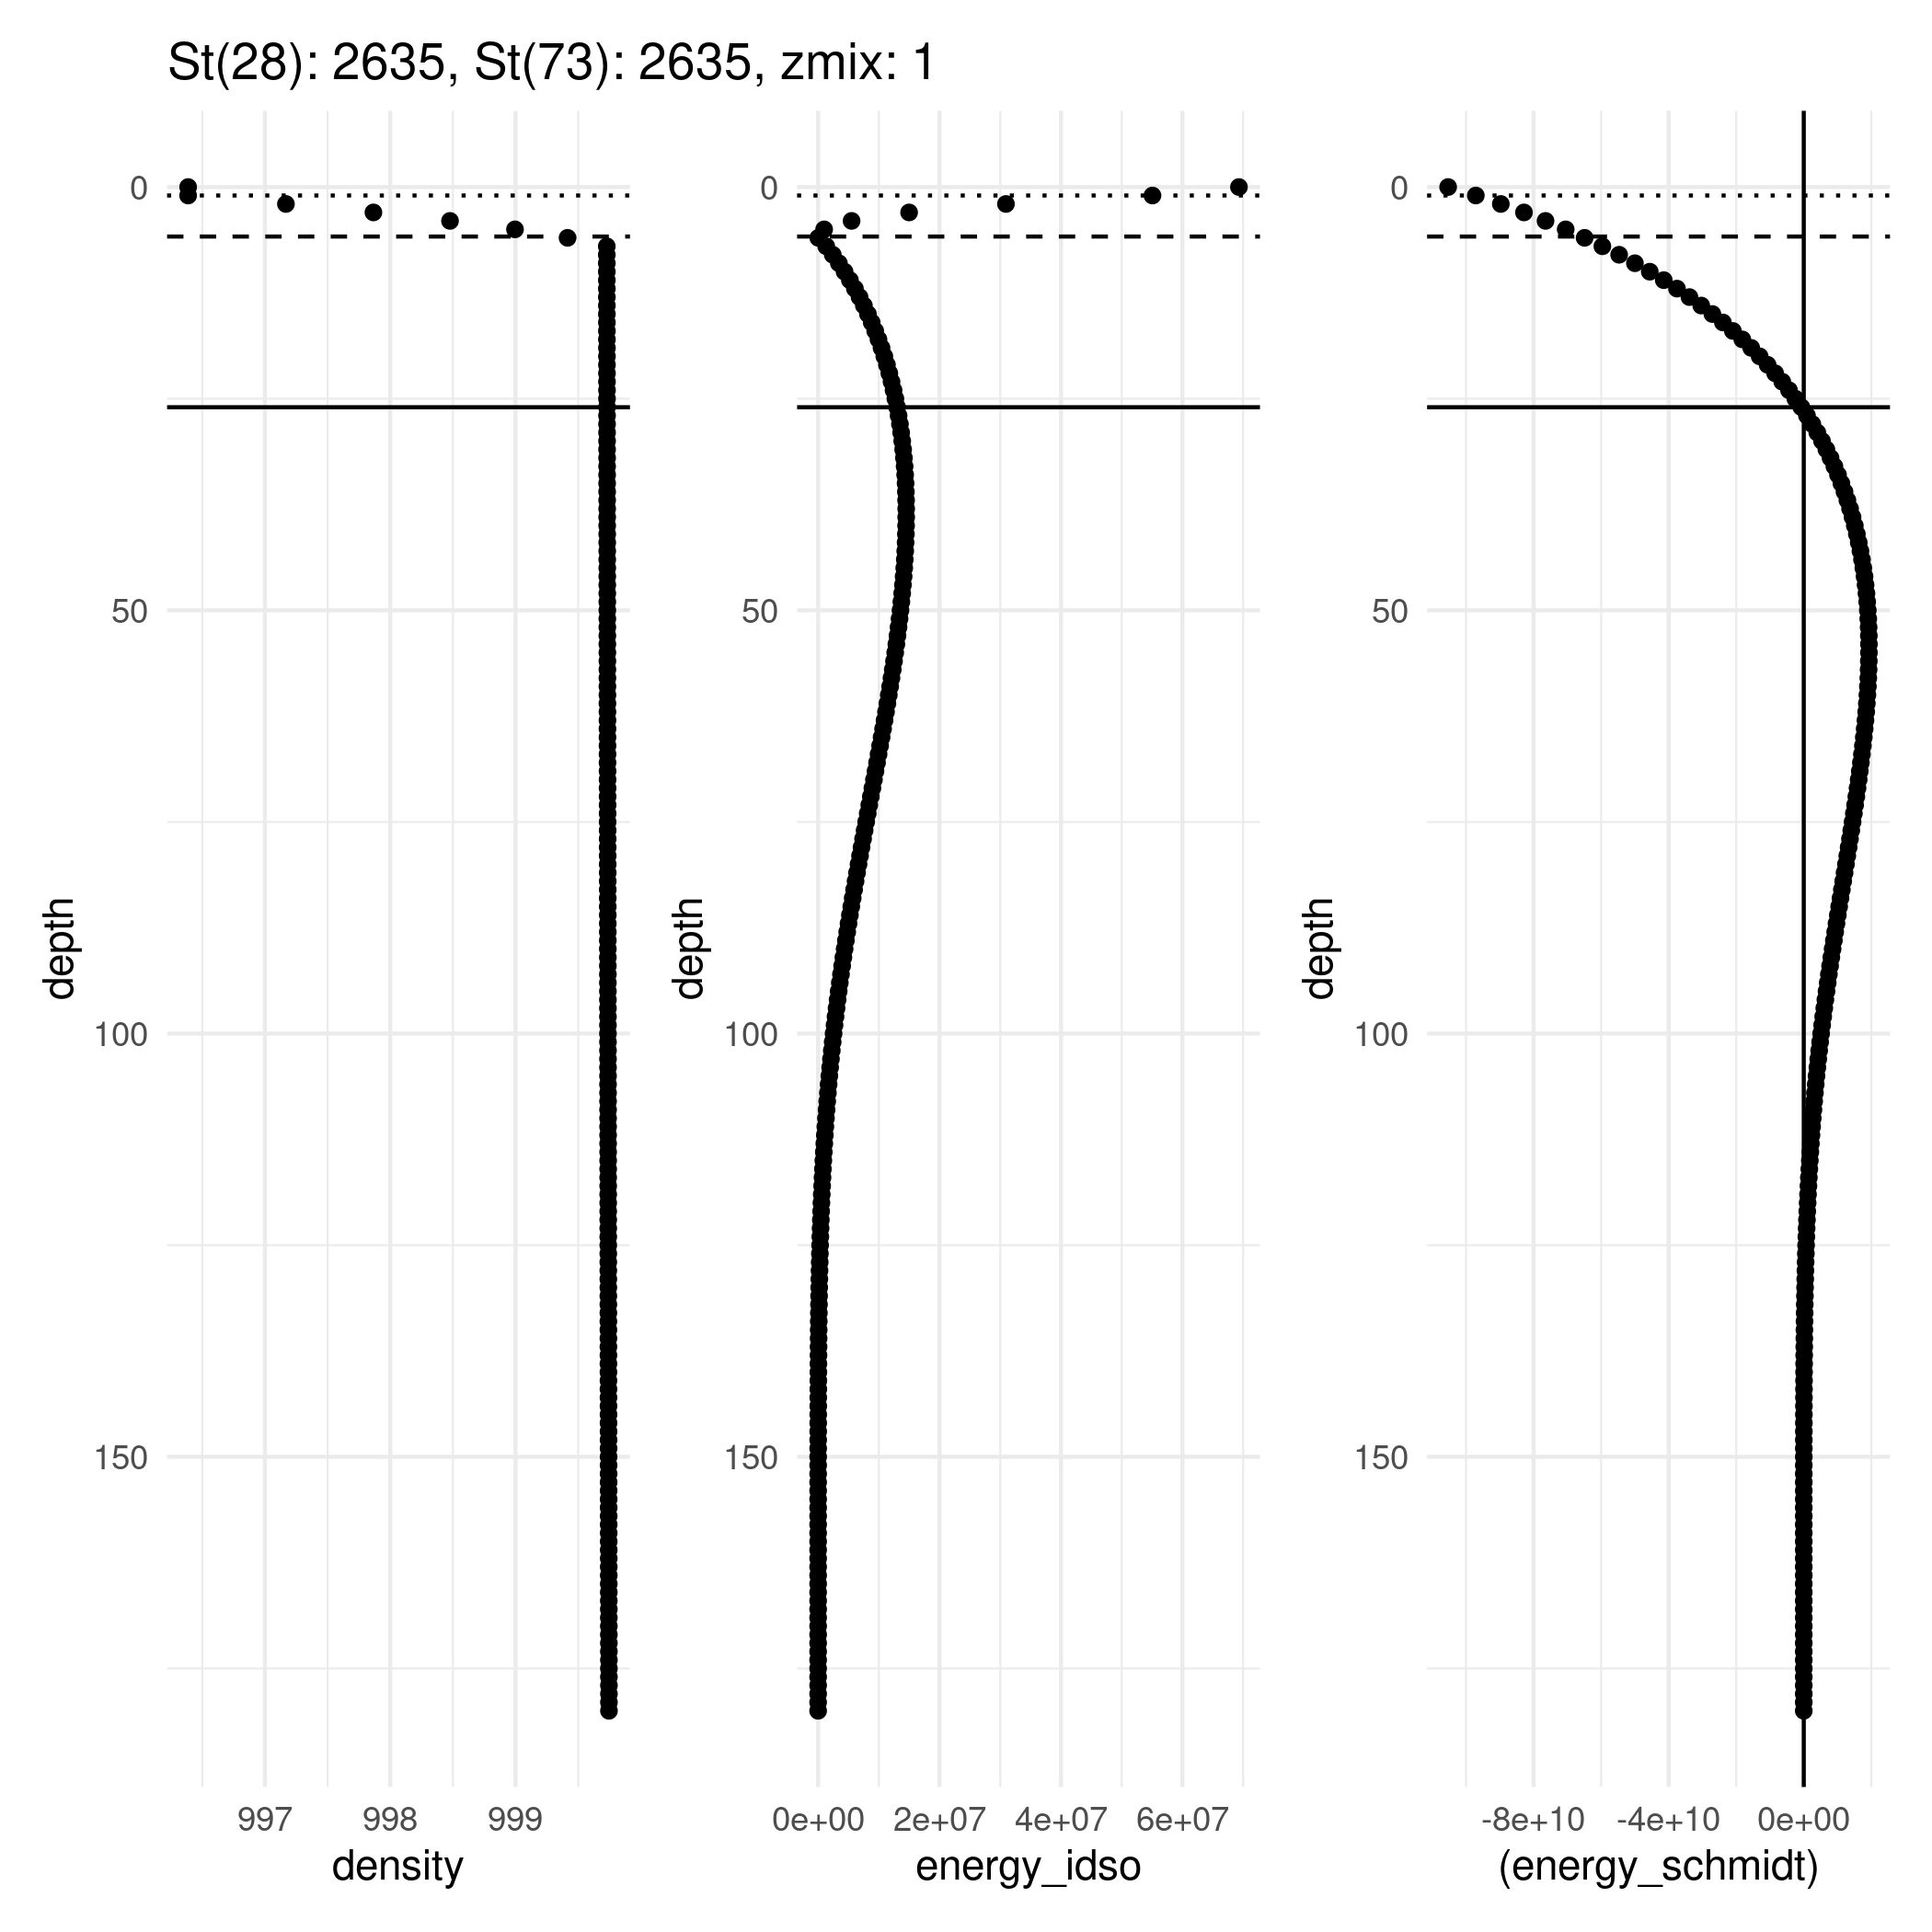 St(28): 2635, St(73): 2635, zmix: 1
depth
0
50
100
150
997 998 999
density
depth
0
50
100
150
0e+00 2e+07 4e+07 6e+07
energy_idso
depth
0
50
100
150
-8e+10 -4e+10 0e+00
(energy_schmidt)